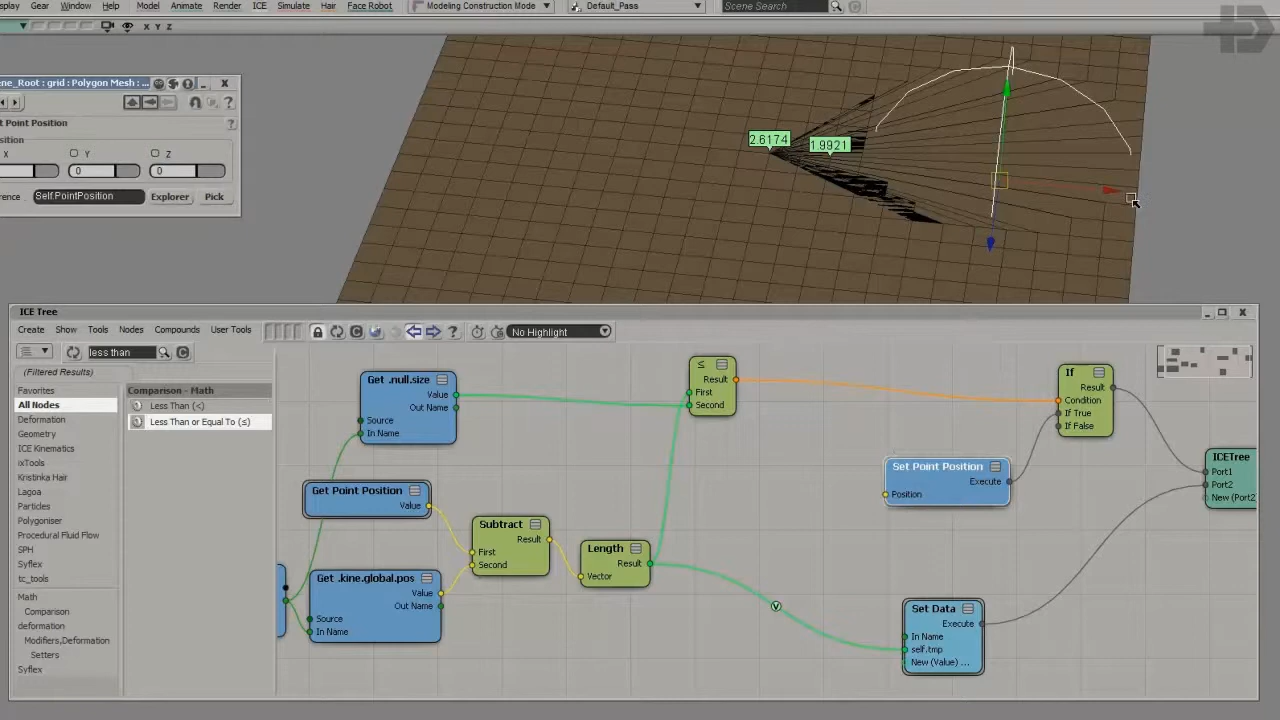 splay Gear Window Help Model Animate Render ICE Simulate Hair Face Robot Modeling Construction Mode Default_Pass Scene Search
X Y Z
ene_Root : grid : Polygon Mesh : ...
t Point Position
sition
X Y Z
0 0
rence Self.PointPosition Explorer Pick
2.6174
1.9921
ICE Tree
Create Show Tools Nodes Compounds User Tools No Highlight
less than
(Filtered Results)
Favorites
All Nodes
Deformation
Geometry
ICE Kinematics
ixTools
Kristinka Hair
Lagoa
Particles
Polygoniser
Procedural Fluid Flow
SPH
Syflex
tc_tools
Math
Comparison
deformation
Modifiers,Deformation
Setters
Syflex
Comparison - Math
Less Than (<)
Less Than or Equal To (≤)
Get .null.size
Value
Out Name
Source
In Name
Get Point Position
Value
Get .kine.global.pos
Value
Out Name
Source
In Name
Subtract
Result
First
Second
Length
Result
Vector
≤
Result
First
Second
V
Set Point Position
Execute
Position
Set Data
Execute
In Name
self.tmp
New (Value) ...
If
Result
Condition
If True
If False
ICETree
Port1
Port2
New (Port2